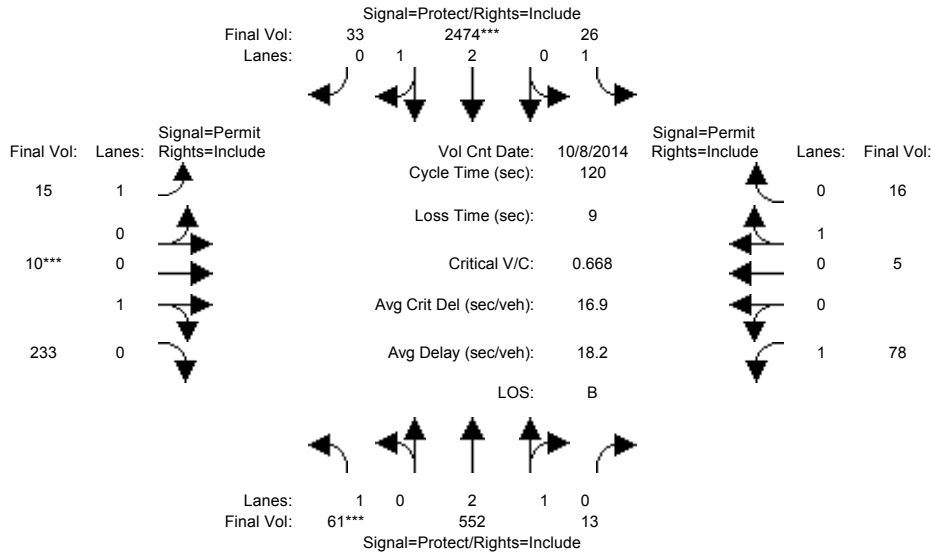 Signal=Protect/Rights=Include
Final Vol: 33 2474*** 26
Lanes: 0 1 2 0 1
Signal=Permit Signal=Permit
Final Vol: Lanes: Rights=Include Vol Cnt Date: 10/8/2014 Rights=Include Lanes: Final Vol:
Cycle Time (sec): 120
15 1 0 16
Loss Time (sec): 9
0 1
10*** 0 Critical V/C: 0.668 0 5
1 Avg Crit Del (sec/veh): 16.9 0
233 0 Avg Delay (sec/veh): 18.2 1 78
LOS: B
Lanes: 1 0 2 1 0
Final Vol: 61*** 552 13
Signal=Protect/Rights=Include